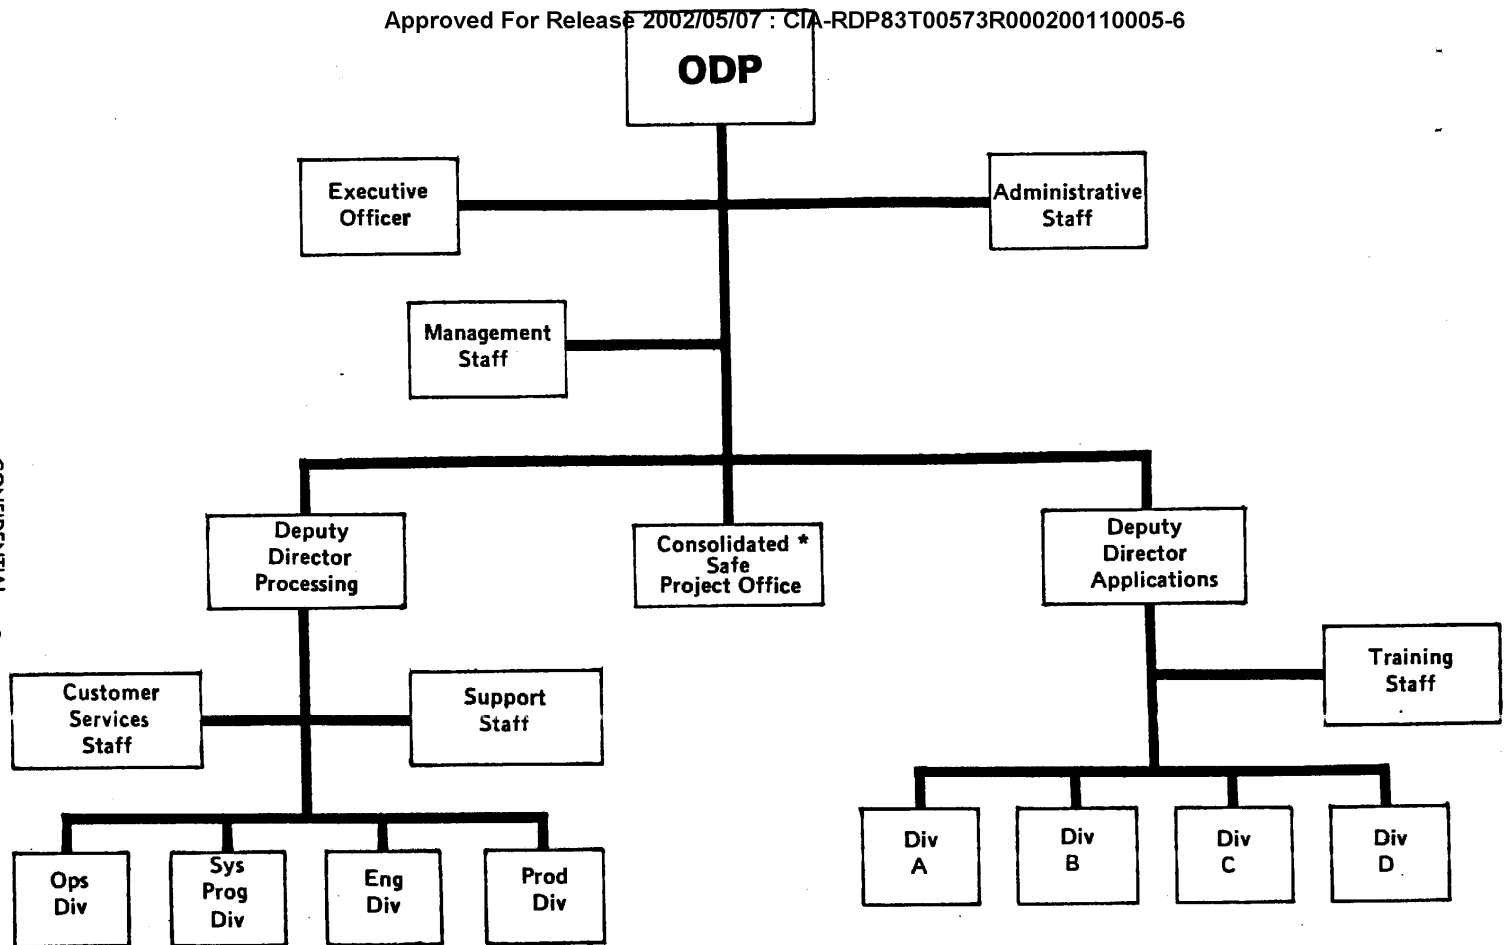 Approved For Release 2002/05/07 : CIA-RDP83T00573R000200110005-6
ODP
Executive
Officer
Administrative
Staff
Management
Staff
Deputy
Director
Processing
Consolidated *
Safe
Project Office
Deputy
Director
Applications
Customer
Services
Staff
Support
Staff
Training
Staff
Ops
Div
Sys
Prog
Div
Eng
Div
Prod
Div
Div
A
Div
B
Div
C
Div
D